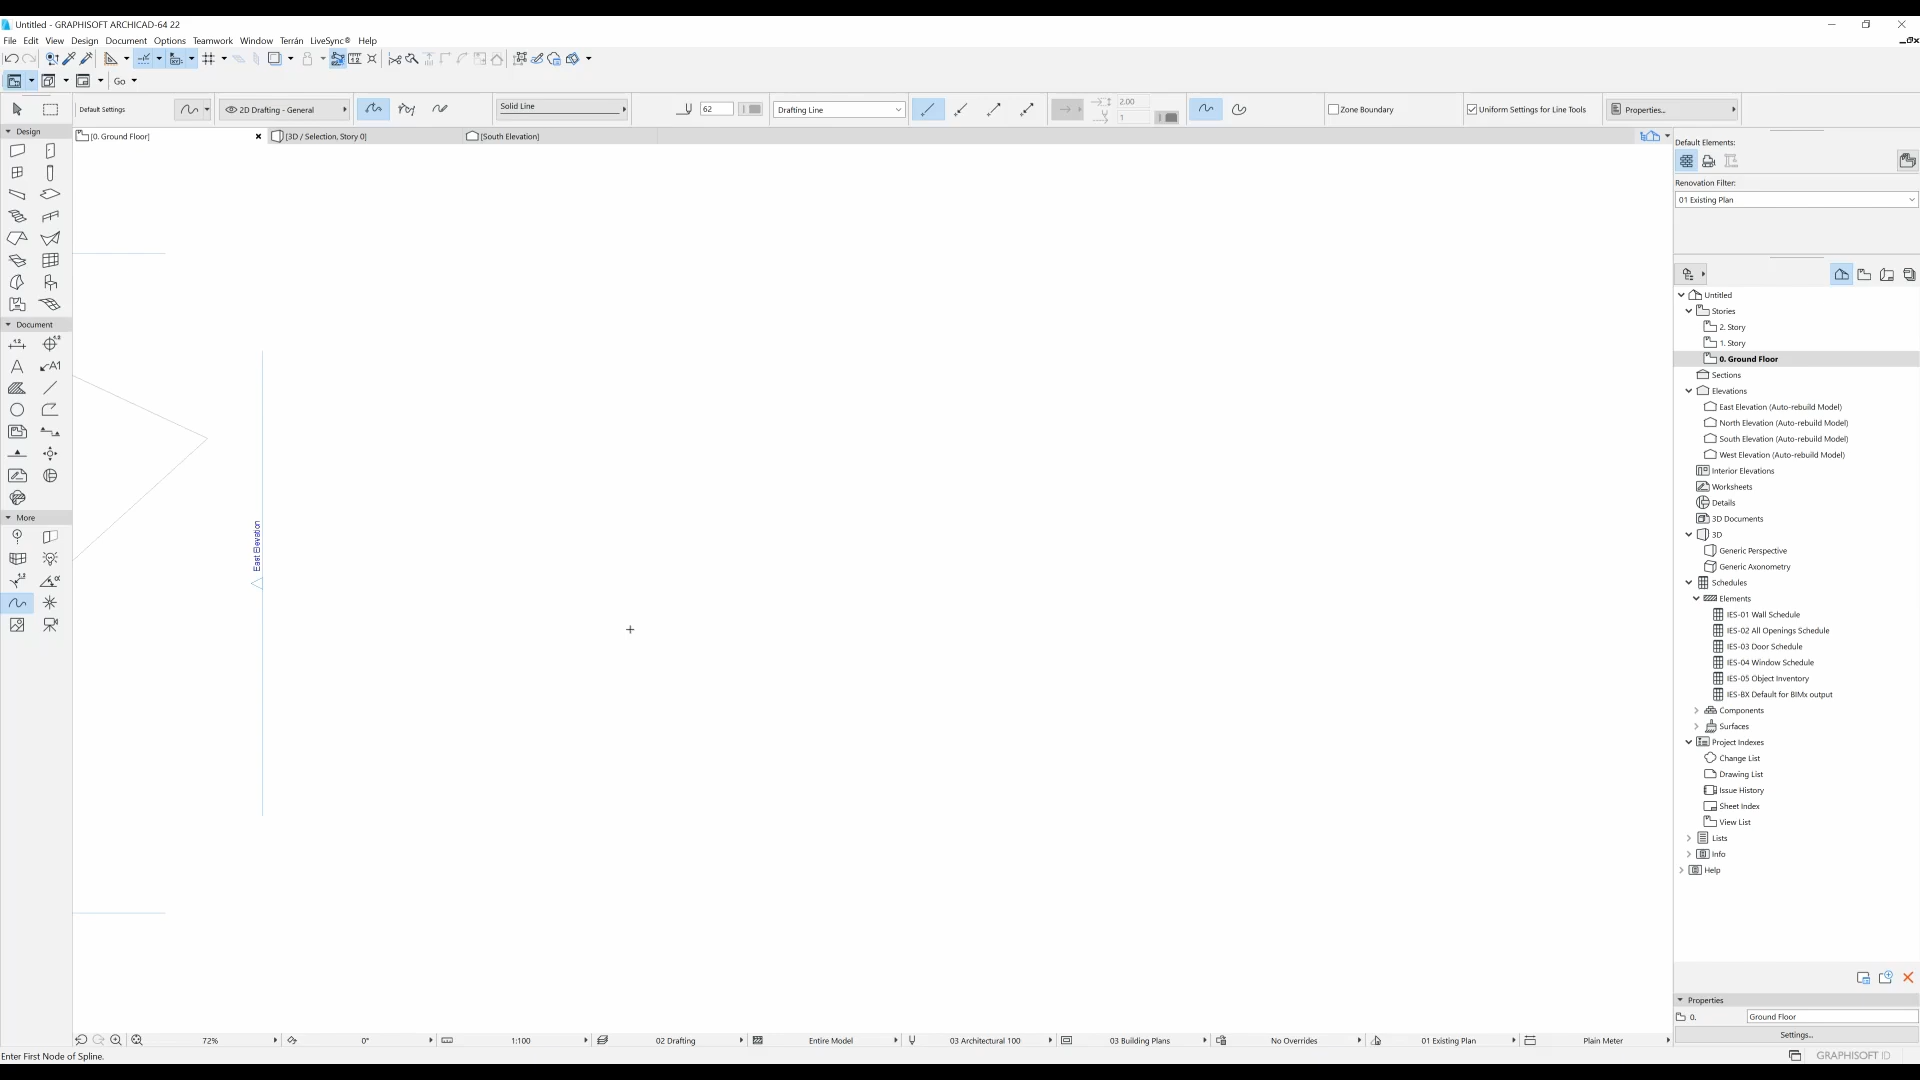 Untitled - GRAPHISOFT ARCHICAD-64 22
File Edit View Design Document Options Teamwork Window Terrán LiveSync® Help
Go
Default Settings
2D Drafting - General
Solid Line
62
Drafting Line
2.00
1
Zone Boundary
Uniform Settings for Line Tools
Properties...
Design
[0. Ground Floor]
[3D / Selection, Story 0]
[South Elevation]
Document
More
East Elevation
Default Elements:
Renovation Filter:
01 Existing Plan
Untitled
Stories
2. Story
1. Story
0. Ground Floor
Sections
Elevations
East Elevation (Auto-rebuild Model)
North Elevation (Auto-rebuild Model)
South Elevation (Auto-rebuild Model)
West Elevation (Auto-rebuild Model)
Interior Elevations
Worksheets
Details
3D Documents
3D
Generic Perspective
Generic Axonometry
Schedules
Elements
IES-01 Wall Schedule
IES-02 All Openings Schedule
IES-03 Door Schedule
IES-04 Window Schedule
IES-05 Object Inventory
IES-BX Default for BIMx output
Components
Surfaces
Project Indexes
Change List
Drawing List
Issue History
Sheet Index
View List
Lists
Info
Help
Properties
0. Ground Floor
Settings...
72% 0° 1:100 02 Drafting Entire Model 03 Architectural 100 03 Building Plans No Overrides 01 Existing Plan Plain Meter
Enter First Node of Spline.
GRAPHISOFT ID